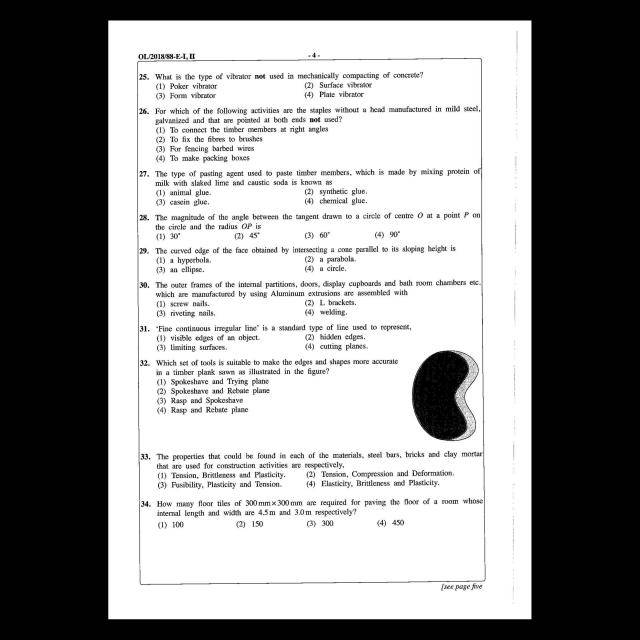 OL/2018/88-E-I, II
- 4 -
25. What is the type of vibrator not used in mechanically compacting of concrete?
(1) Poker vibrator (2) Surface vibrator
(3) Form vibrator (4) Plate vibrator
26. For which of the following activities are the staples without a head manufactured in mild steel,
galvanized and that are pointed at both ends not used?
(1) To connect the timber members at right angles
(2) To fix the fibres to brushes
(3) For fencing barbed wires
(4) To make packing boxes
27. The type of pasting agent used to paste timber members, which is made by mixing protein of
milk with slaked lime and caustic soda is known as
(1) animal glue. (2) synthetic glue.
(3) casein glue. (4) chemical glue.
28. The magnitude of the angle between the tangent drawn to a circle of centre O at a point P on
the circle and the radius OP is
(1) 30° (2) 45° (3) 60° (4) 90°
29. The curved edge of the face obtained by intersecting a cone parallel to its sloping height is
(1) a hyperbola. (2) a parabola.
(3) an ellipse. (4) a circle.
30. The outer frames of the internal partitions, doors, display cupboards and bath room chambers etc.
which are manufactured by using Aluminum extrusions are assembled with
(1) screw nails. (2) L brackets.
(3) riveting nails. (4) welding.
31. 'Fine continuous irregular line' is a standard type of line used to represent,
(1) visible edges of an object. (2) hidden edges.
(3) limiting surfaces. (4) cutting planes.
32. Which set of tools is suitable to make the edges and shapes more accurate
in a timber plank sawn as illustrated in the figure?
(1) Spokeshave and Trying plane
(2) Spokeshave and Rebate plane
(3) Rasp and Spokeshave
(4) Rasp and Rebate plane
33. The properties that could be found in each of the materials, steel bars, bricks and clay mortar
that are used for construction activities are respectively,
(1) Tension, Brittleness and Plasticity. (2) Tension, Compression and Deformation.
(3) Fusibility, Plasticity and Tension. (4) Elasticity, Brittleness and Plasticity.
34. How many floor tiles of 300 mm × 300 mm are required for paving the floor of a room whose
internal length and width are 4.5 m and 3.0 m respectively?
(1) 100 (2) 150 (3) 300 (4) 450
[see page five